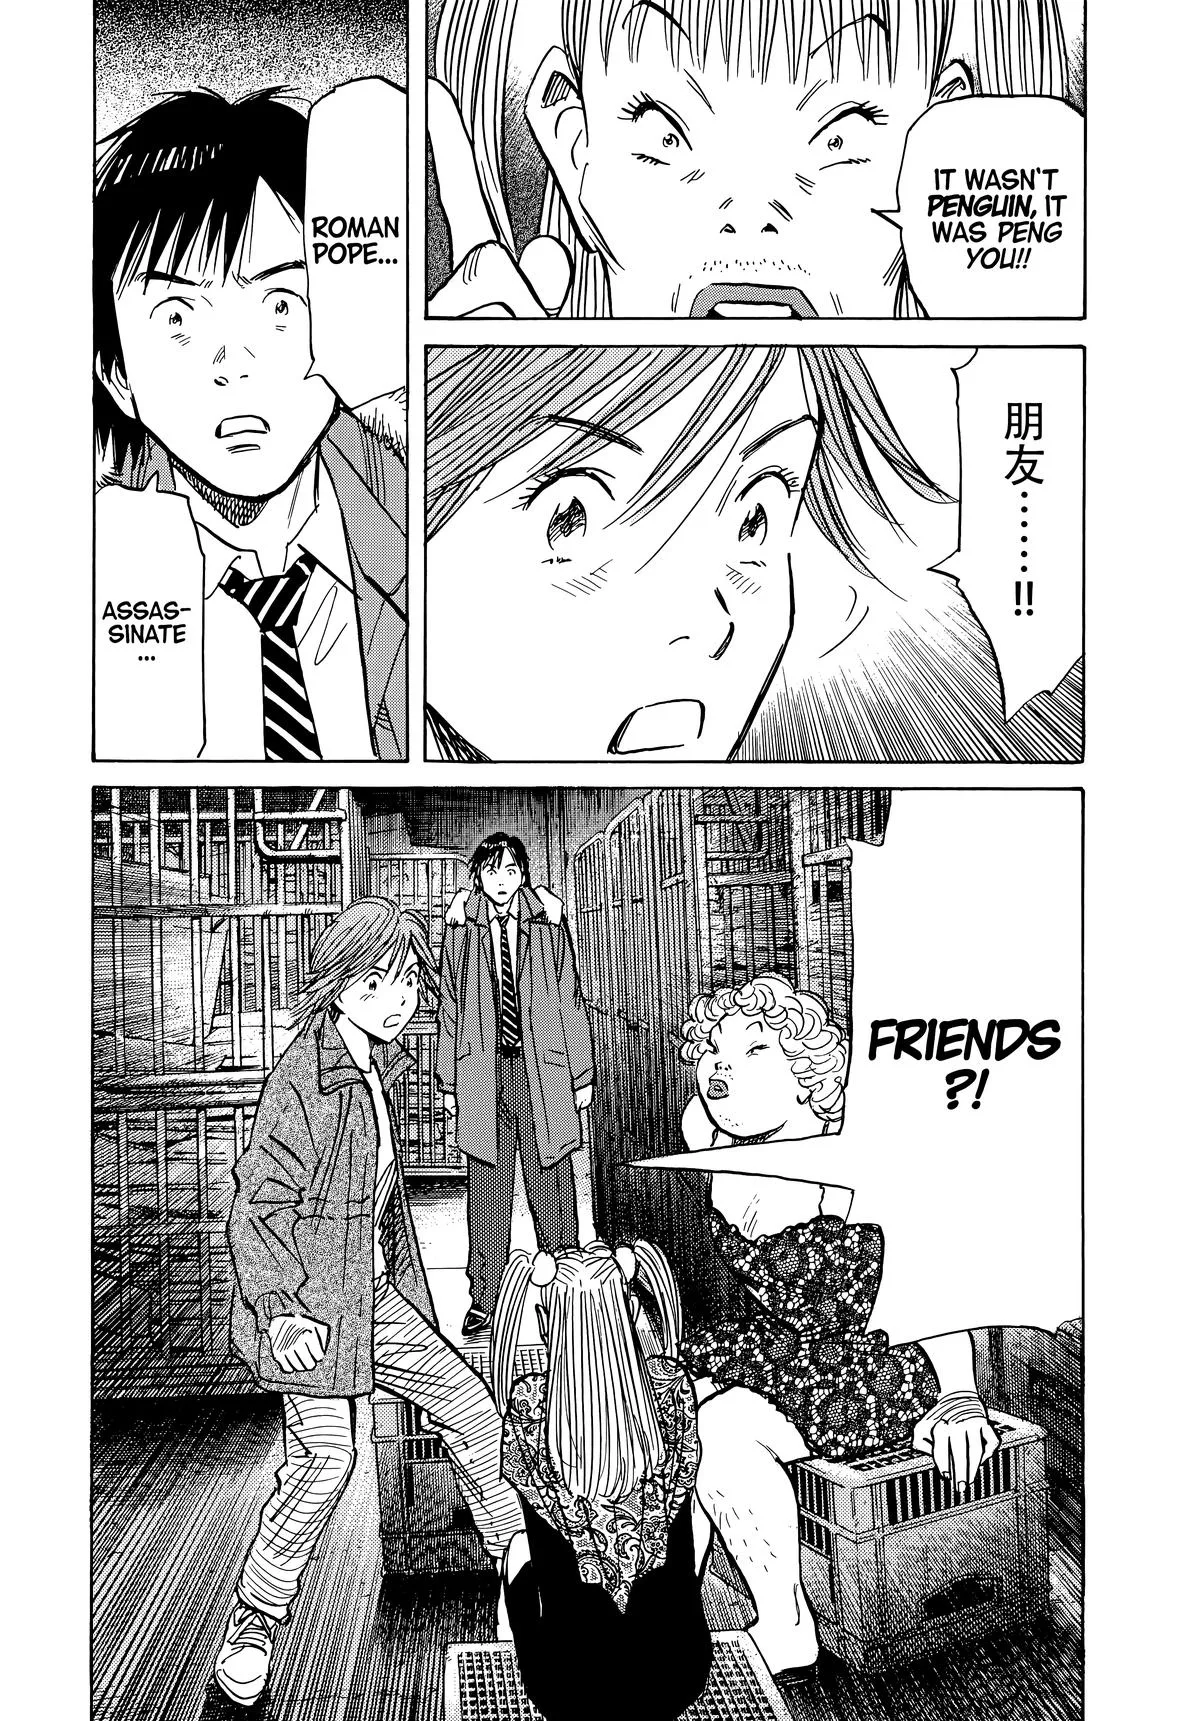 IT WASN'T
PENGUIN, IT
WAS PENG
YOU!!
朋友……!!
ROMAN
POPE...
ASSAS-
SINATE
...
FRIENDS
?!